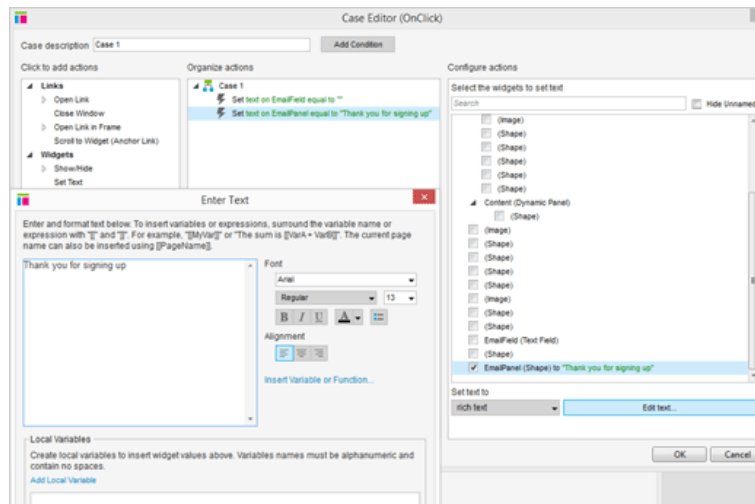 Case Editor (OnClick)
Case description Case 1
Add Condition
Click to add actions
Organize actions
Configure actions
Links
Open Link
Close Window
Open Link in Frame
Scroll to Widget (Anchor Link)
Widgets
Show/Hide
Set Text
Case 1
Set text on EmailField equal to ""
Set text on EmailPanel equal to "Thank you for signing up"
Select the widgets to set text
Search
Hide Unnamed
(Image)
(Shape)
(Shape)
(Shape)
(Shape)
(Shape)
Content (Dynamic Panel)
(Shape)
(Image)
(Shape)
(Shape)
(Shape)
(Shape)
(Image)
(Shape)
(Shape)
EmailField (Text Field)
(Shape)
EmailPanel (Shape) to "Thank you for signing up"
Set text to
rich text
Edit text...
OK
Cancel
Enter Text
Enter and format text below. To insert variables or expressions, surround the variable name or
expression with "[[" and "]]". For example, "[[MyVar]]" or "The sum is [[VarA + VarB]]". The current page
name can also be inserted using [[PageName]].
Thank you for signing up
Font
Arial
Regular
13
B I U A
Alignment
Insert Variable or Function...
Local Variables
Create local variables to insert widget values above. Variables names must be alphanumeric and
contain no spaces.
Add Local Variable